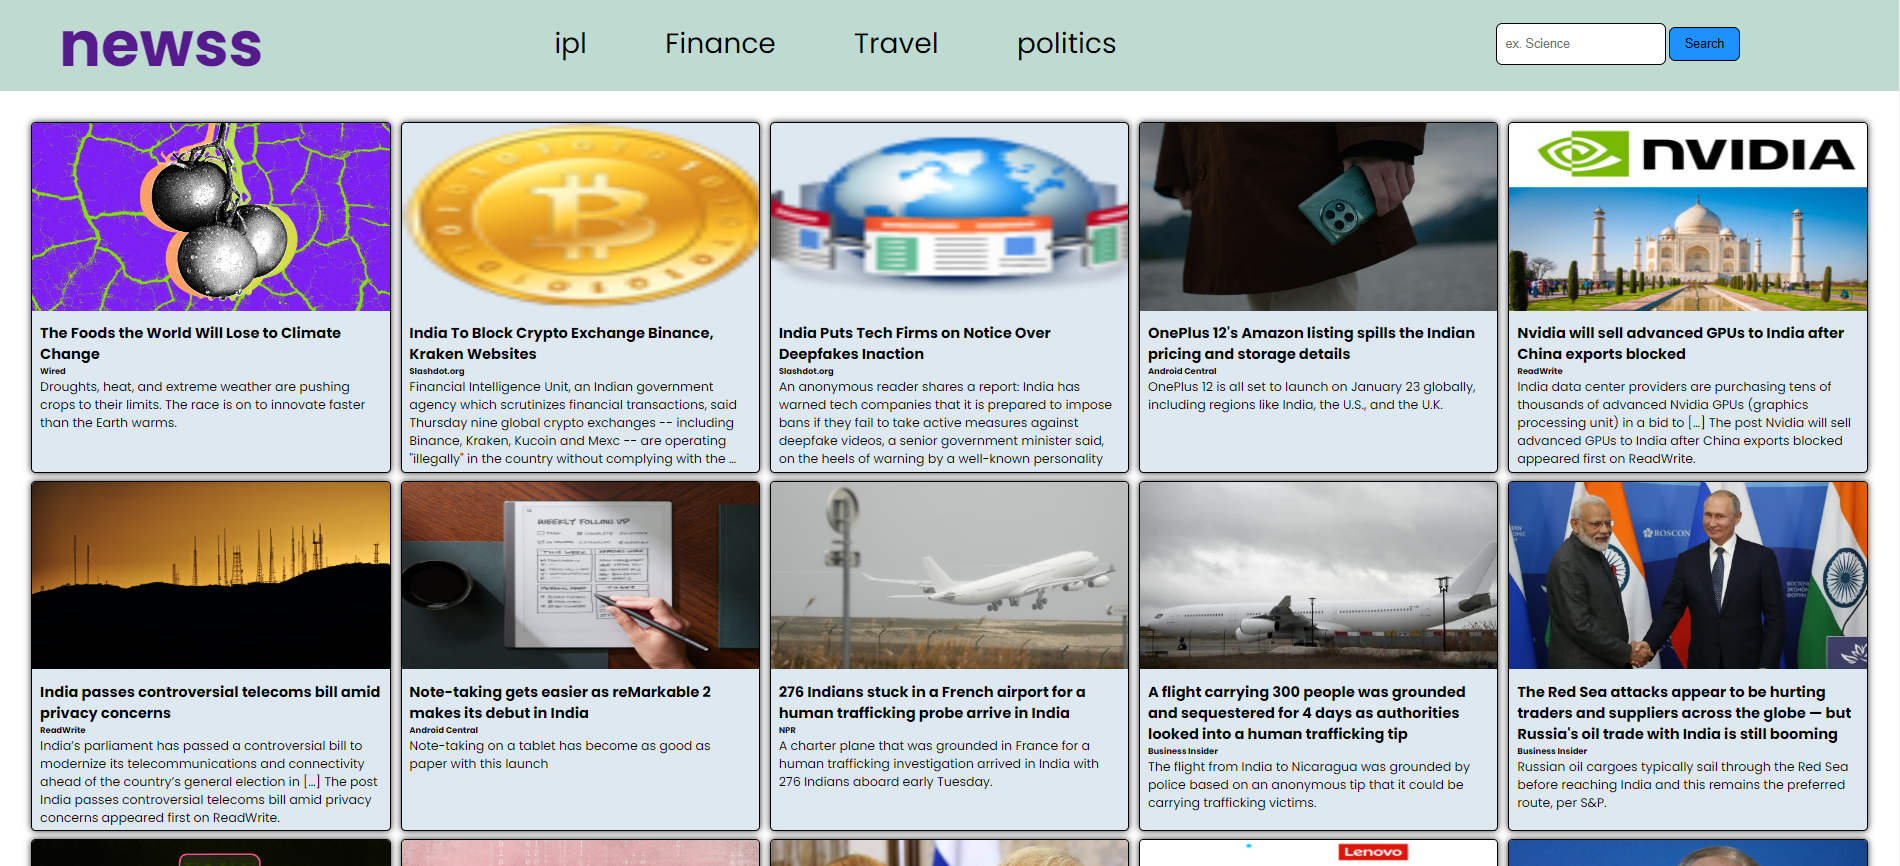 newss
ipl
Finance
Travel
politics
ex. Science
Search
NVIDIA
The Foods the World Will Lose to Climate
Change
Wired
Droughts, heat, and extreme weather are pushing
crops to their limits. The race is on to innovate faster
than the Earth warms.
India To Block Crypto Exchange Binance,
Kraken Websites
Slashdot.org
Financial Intelligence Unit, an Indian government
agency which scrutinizes financial transactions, said
Thursday nine global crypto exchanges -- including
Binance, Kraken, Kucoin and Mexc -- are operating
"illegally" in the country without complying with the …
India Puts Tech Firms on Notice Over
Deepfakes Inaction
Slashdot.org
An anonymous reader shares a report: India has
warned tech companies that it is prepared to impose
bans if they fail to take active measures against
deepfake videos, a senior government minister said,
on the heels of warning by a well-known personality
OnePlus 12's Amazon listing spills the Indian
pricing and storage details
Android Central
OnePlus 12 is all set to launch on January 23 globally,
including regions like India, the U.S., and the U.K.
Nvidia will sell advanced GPUs to India after
China exports blocked
ReadWrite
India data center providers are purchasing tens of
thousands of advanced Nvidia GPUs (graphics
processing unit) in a bid to […] The post Nvidia will sell
advanced GPUs to India after China exports blocked
appeared first on ReadWrite.
WEEKLY FOLLOW UP
ROSCON
India passes controversial telecoms bill amid
privacy concerns
ReadWrite
India's parliament has passed a controversial bill to
modernize its telecommunications and connectivity
ahead of the country's general election in […] The post
India passes controversial telecoms bill amid privacy
concerns appeared first on ReadWrite.
Note-taking gets easier as reMarkable 2
makes its debut in India
Android Central
Note-taking on a tablet has become as good as
paper with this launch
276 Indians stuck in a French airport for a
human trafficking probe arrive in India
NPR
A charter plane that was grounded in France for a
human trafficking investigation arrived in India with
276 Indians aboard early Tuesday.
A flight carrying 300 people was grounded
and sequestered for 4 days as authorities
looked into a human trafficking tip
Business Insider
The flight from India to Nicaragua was grounded by
police based on an anonymous tip that it could be
carrying trafficking victims.
The Red Sea attacks appear to be hurting
traders and suppliers across the globe — but
Russia's oil trade with India is still booming
Business Insider
Russian oil cargoes typically sail through the Red Sea
before reaching India and this remains the preferred
route, per S&P.
Lenovo